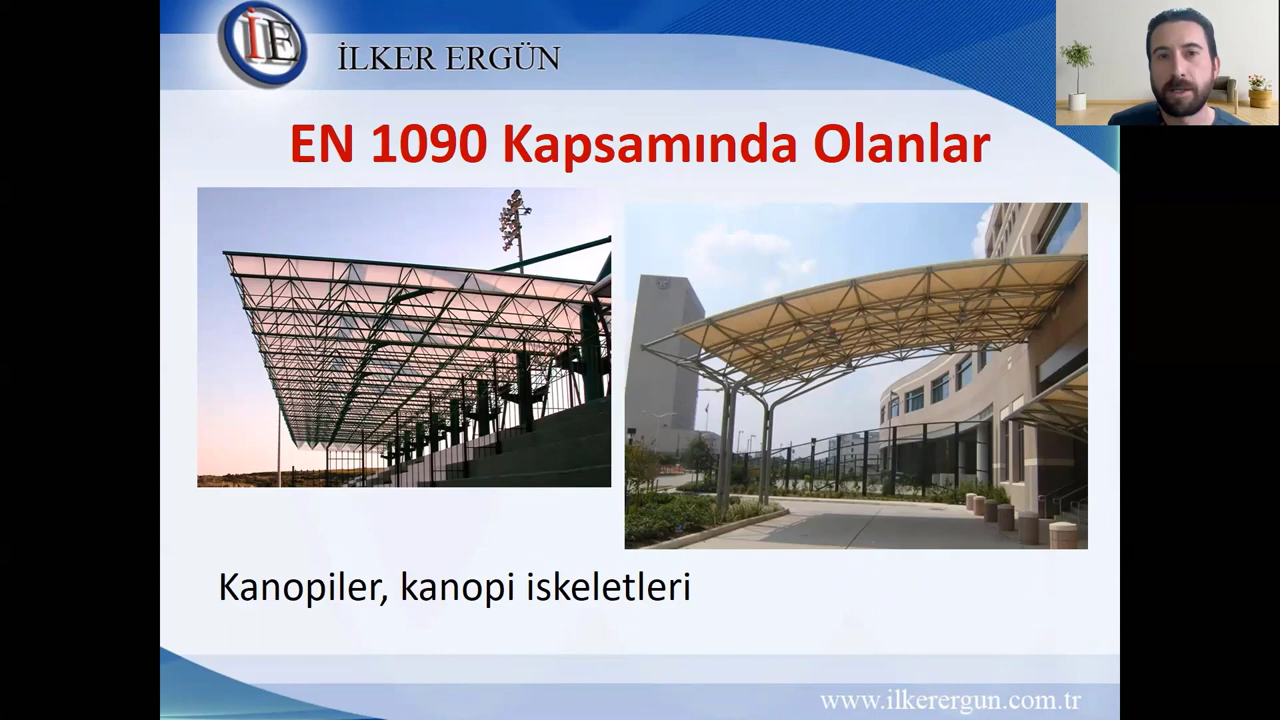 İE
İLKER ERGÜN
EN 1090 Kapsamında Olanlar
Kanopiler, kanopi iskeletleri
www.ilkerergun.com.tr